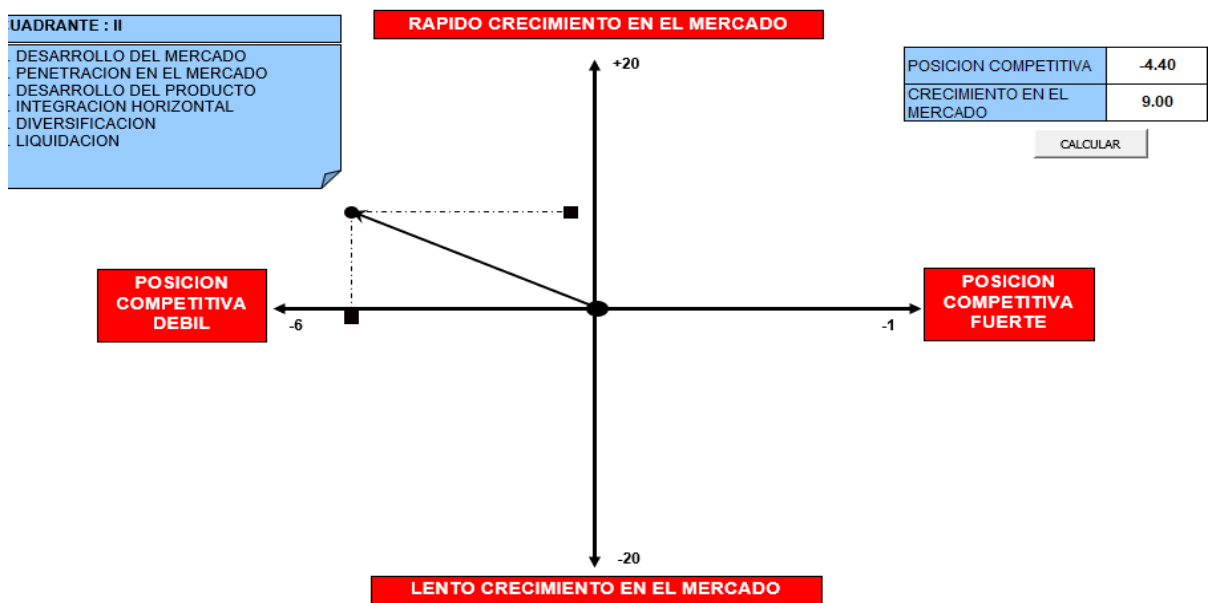 UADRANTE : II
. DESARROLLO DEL MERCADO
. PENETRACION EN EL MERCADO
. DESARROLLO DEL PRODUCTO
. INTEGRACION HORIZONTAL
. DIVERSIFICACION
. LIQUIDACION
RAPIDO CRECIMIENTO EN EL MERCADO
+20
POSICION COMPETITIVA -4.40
CRECIMIENTO EN EL
MERCADO 9.00
CALCULAR
POSICION
COMPETITIVA
DEBIL
-6
-1
POSICION
COMPETITIVA
FUERTE
-20
LENTO CRECIMIENTO EN EL MERCADO